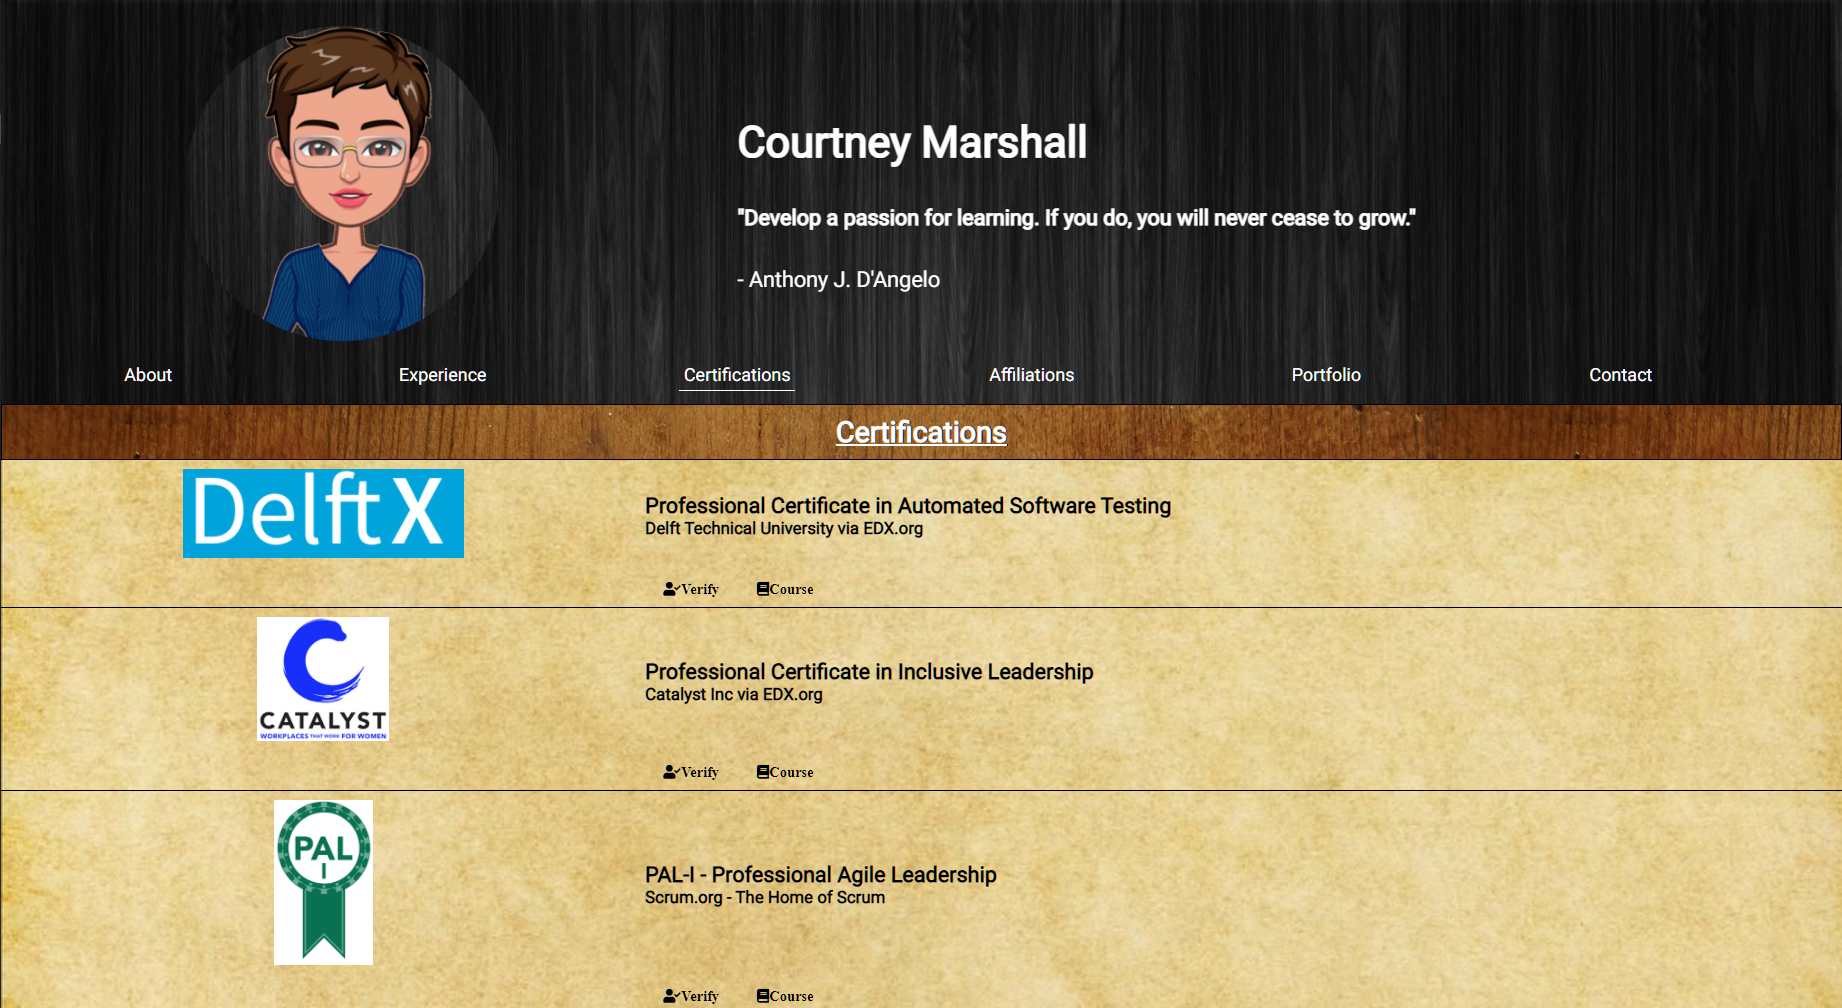 Courtney Marshall
"Develop a passion for learning. If you do, you will never cease to grow."
- Anthony J. D'Angelo
About Experience Certifications Affiliations Portfolio Contact
Certifications
DelftX
Professional Certificate in Automated Software Testing
Delft Technical University via EDX.org
Verify Course
CATALYST
WORKPLACES THAT WORK FOR WOMEN
Professional Certificate in Inclusive Leadership
Catalyst Inc via EDX.org
Verify Course
PAL
I
PAL-I - Professional Agile Leadership
Scrum.org - The Home of Scrum
Verify Course